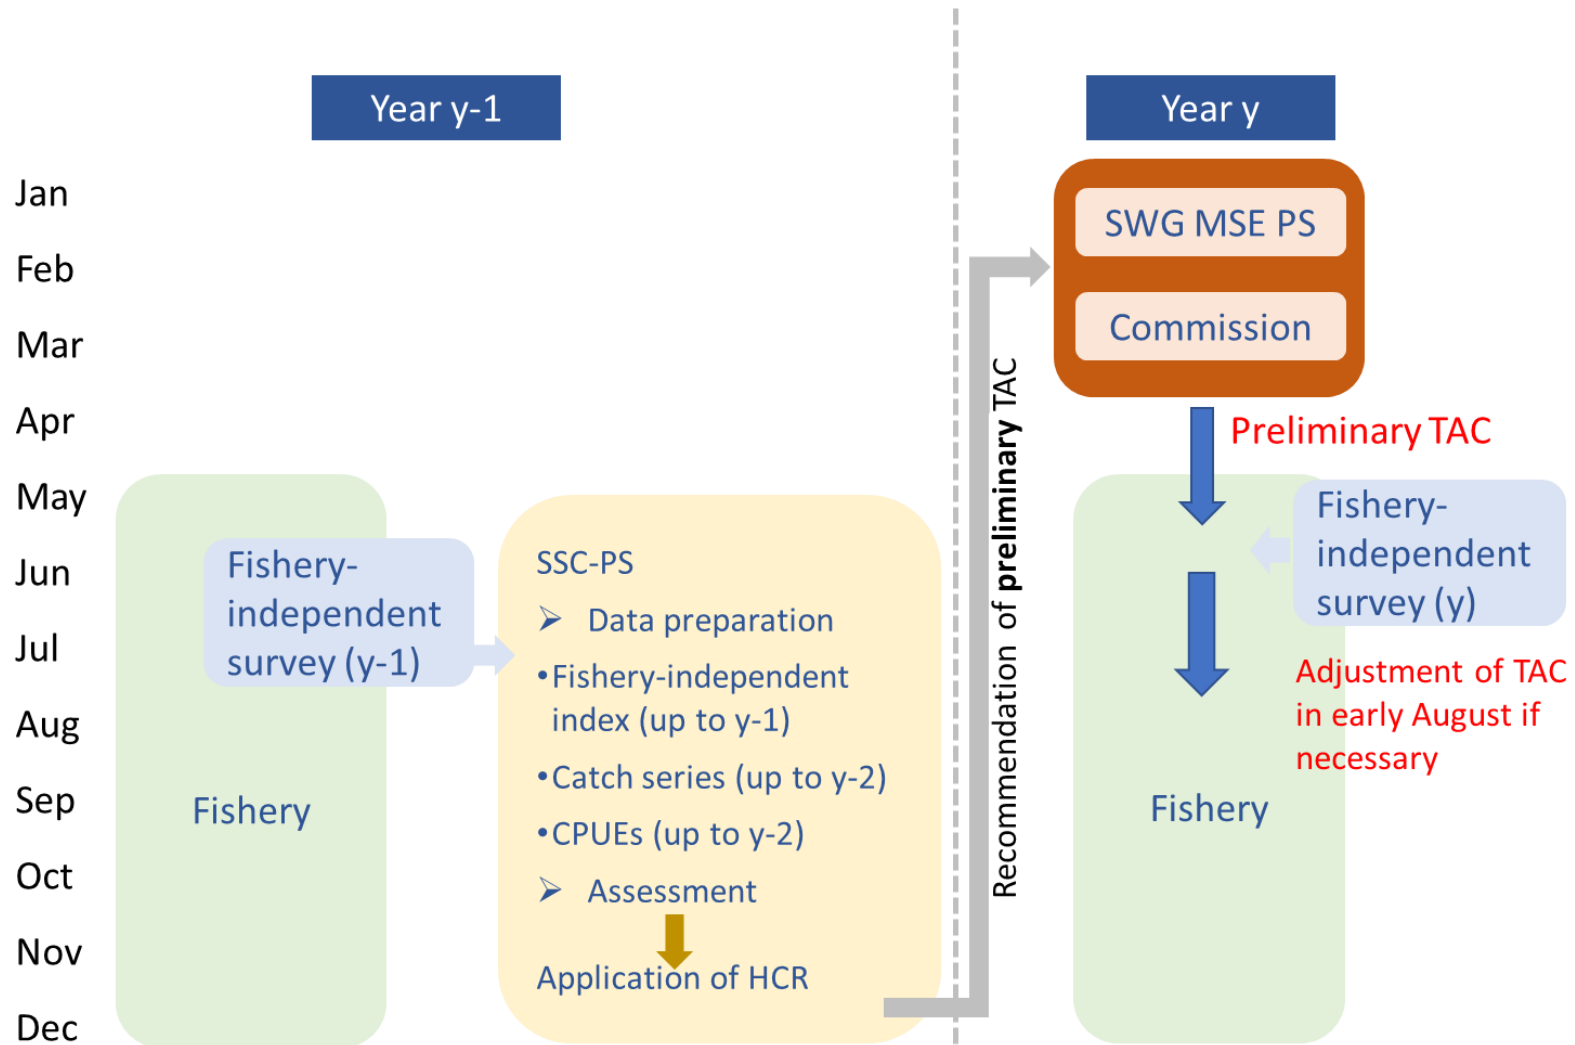 Year y-1
Year y
Jan
Feb
Mar
Apr
May
Jun
Jul
Aug
Sep
Oct
Nov
Dec
Fishery-
independent
survey (y-1)
Fishery
SSC-PS
➢ Data preparation
•Fishery-independent
index (up to y-1)
•Catch series (up to y-2)
•CPUEs (up to y-2)
➢ Assessment
Application of HCR
Recommendation of preliminary TAC
SWG MSE PS
Commission
Preliminary TAC
Fishery-
independent
survey (y)
Adjustment of TAC
in early August if
necessary
Fishery